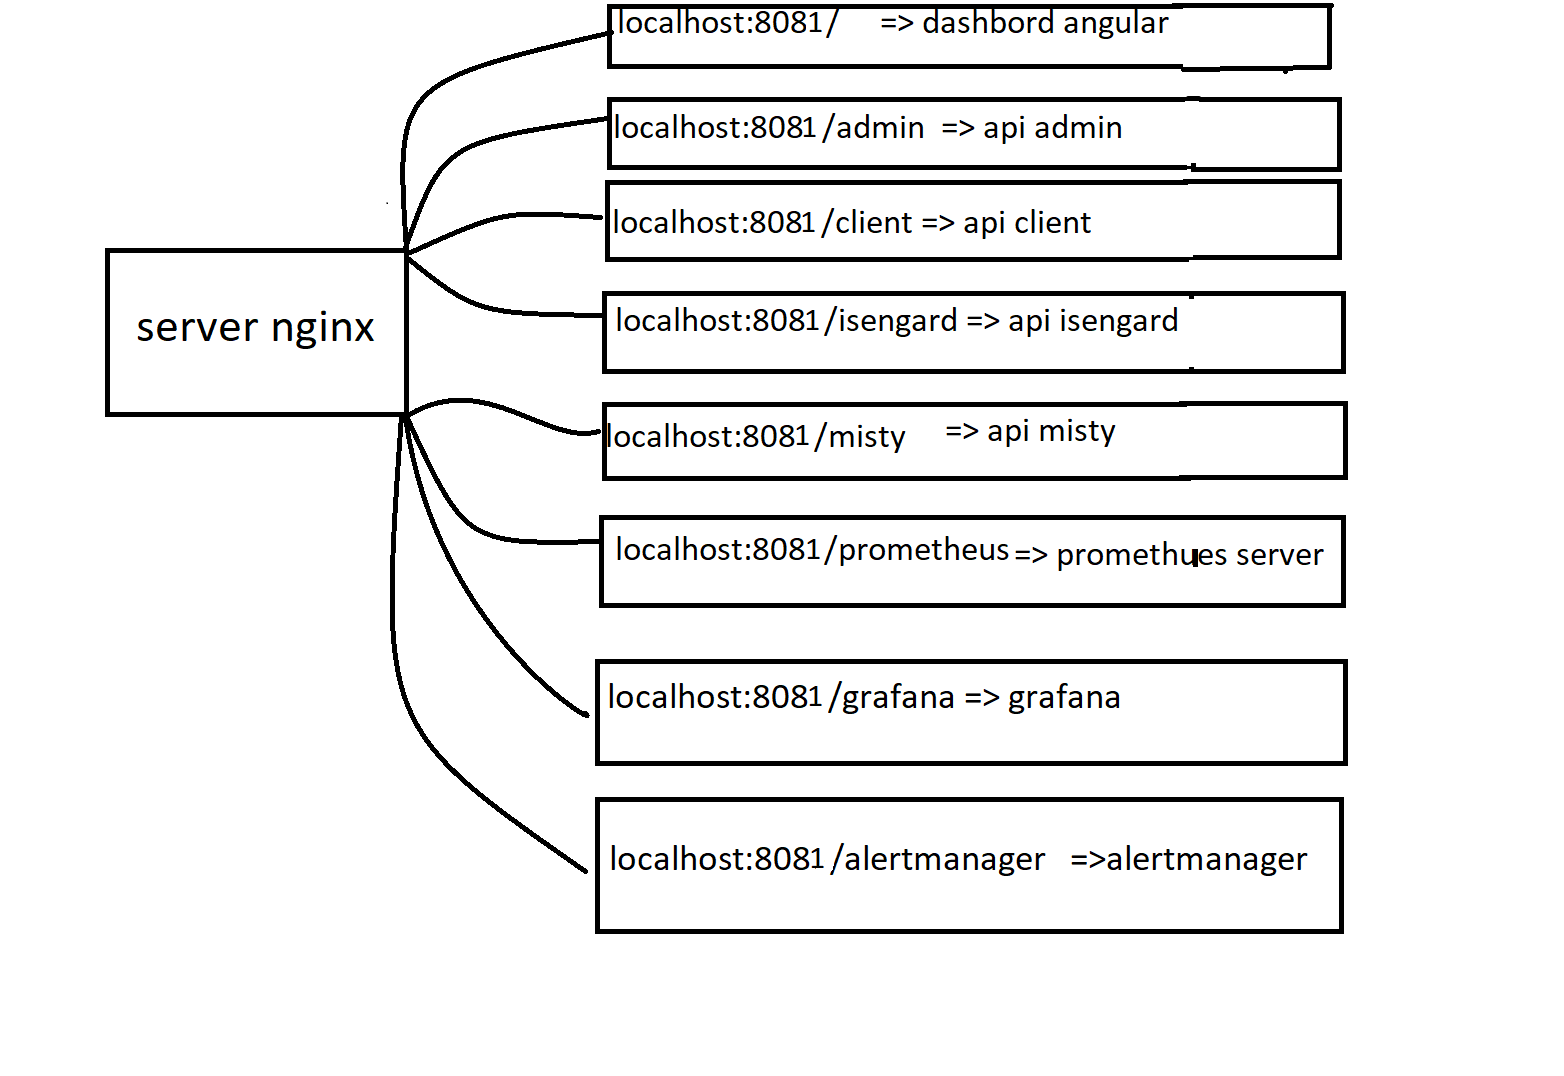 localhost:8081/ => dashbord angular
localhost:8081/admin => api admin
localhost:8081/client => api client
localhost:8081/isengard => api isengard
server nginx
localhost:8081/misty => api misty
localhost:8081/prometheus => promethues server
localhost:8081/grafana => grafana
localhost:8081/alertmanager =>alertmanager